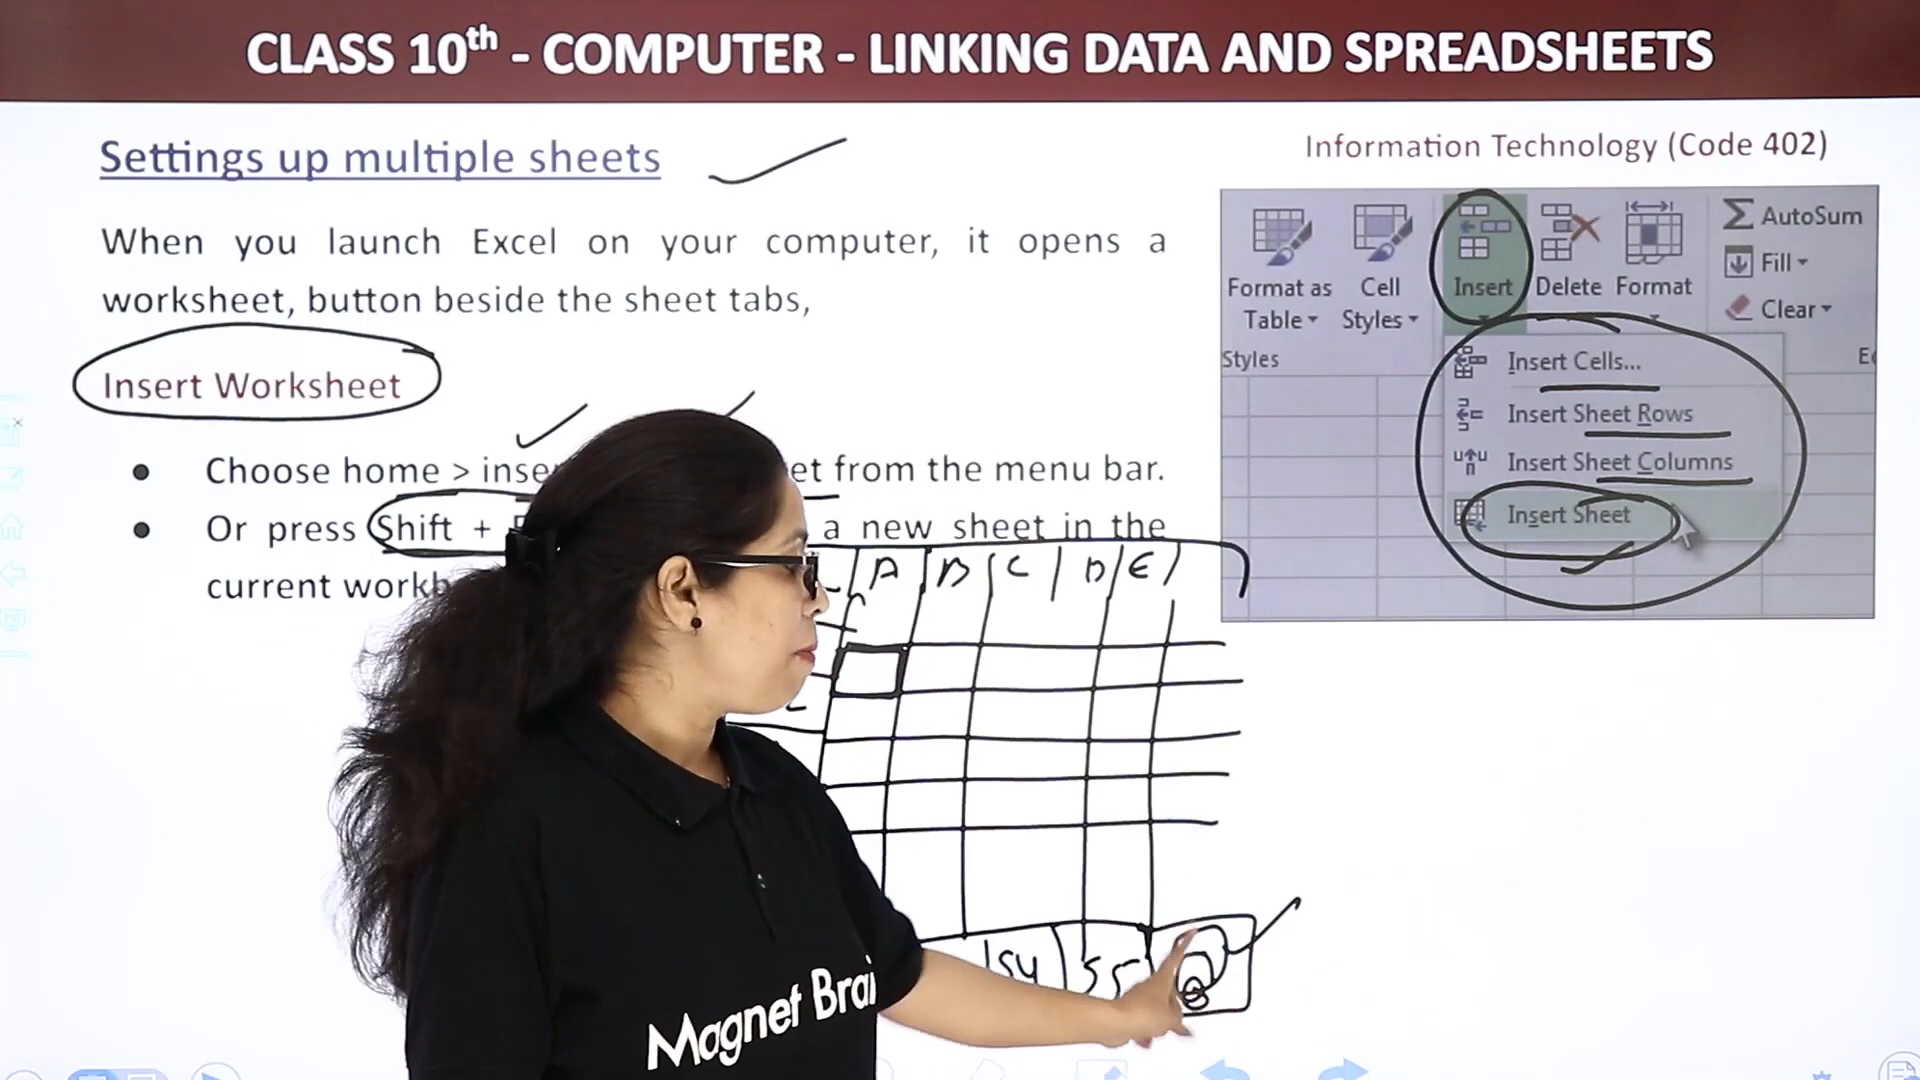 CLASS 10th - COMPUTER - LINKING DATA AND SPREADSHEETS
Settings up multiple sheets
Information Technology (Code 402)
When you launch Excel on your computer, it opens a
worksheet, button beside the sheet tabs,
Insert Worksheet
Choose home > inse et from the menu bar.
Or press Shift + a new sheet in the
current workb
Format as Table
Cell Styles
Insert
Delete
Format
AutoSum
Fill
Clear
Styles
Insert Cells...
Insert Sheet Rows
Insert Sheet Columns
Insert Sheet
A B C D E
S4 S5
Magnet Brai